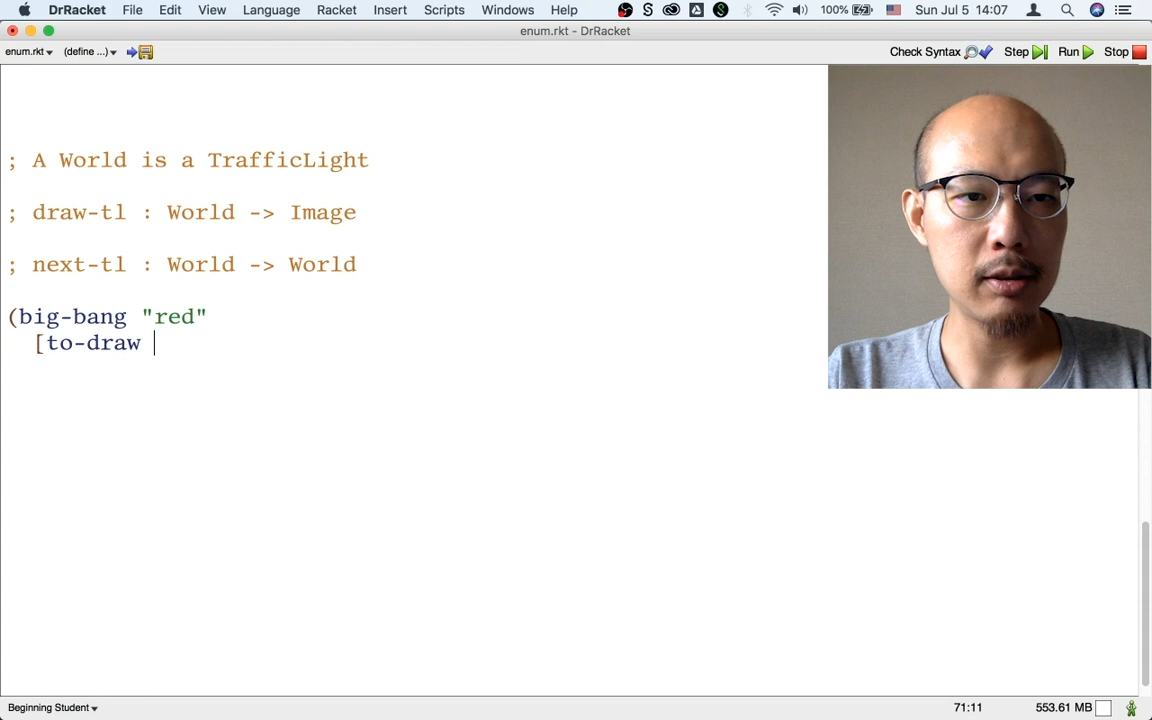 DrRacket File Edit View Insert Language Racket Insert Scripts Windows Help 100% Sun Jul 5 14:07
enum.rkt - DrRacket
enum.rkt (define ...) Check Syntax Step Run Stop
; A World is a TrafficLight
; draw-tl : World -> Image
; next-tl : World -> World
(big-bang "red"
[to-draw
Beginning Student 71:11 553.61 MB